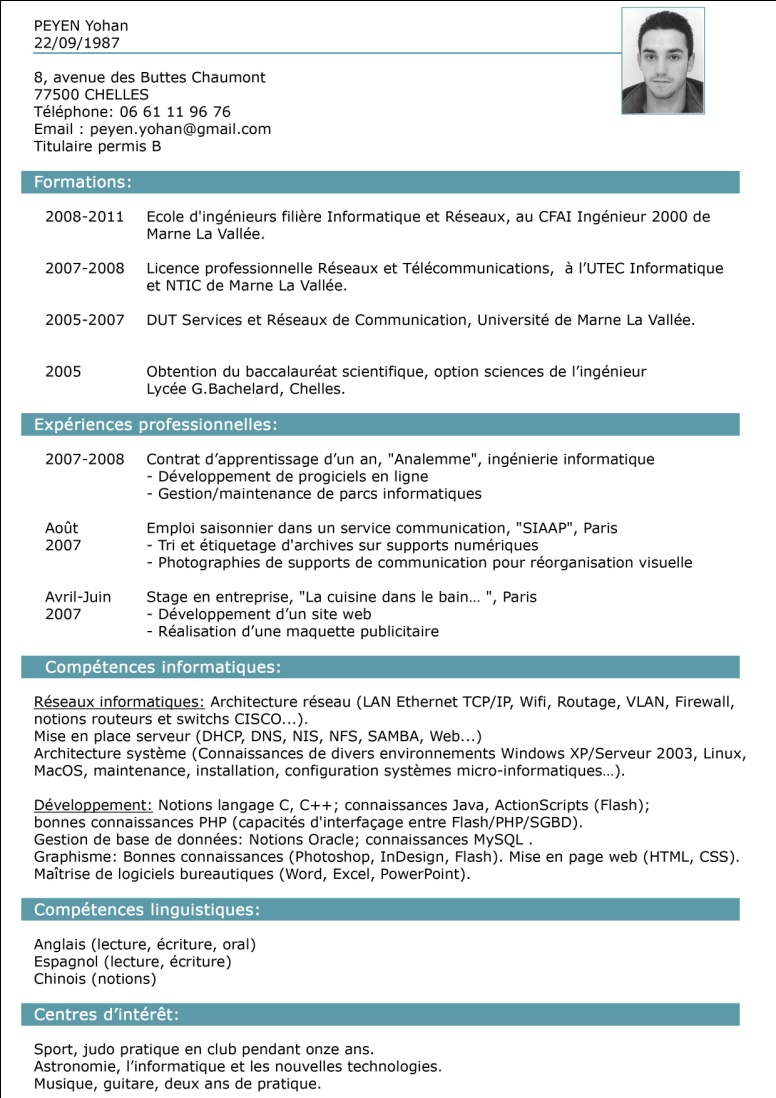 PEYEN Yohan
22/09/1987
8, avenue des Buttes Chaumont
77500 CHELLES
Téléphone: 06 61 11 96 76
Email : peyen.yohan@gmail.com
Titulaire permis B
Formations:
2008-2011 Ecole d'ingénieurs filière Informatique et Réseaux, au CFAI Ingénieur 2000 de
Marne La Vallée.
2007-2008 Licence professionnelle Réseaux et Télécommunications, à l’UTEC Informatique
et NTIC de Marne La Vallée.
2005-2007 DUT Services et Réseaux de Communication, Université de Marne La Vallée.
2005 Obtention du baccalauréat scientifique, option sciences de l’ingénieur
Lycée G.Bachelard, Chelles.
Expériences professionnelles:
2007-2008 Contrat d’apprentissage d’un an, "Analemme", ingénierie informatique
- Développement de progiciels en ligne
- Gestion/maintenance de parcs informatiques
Août Emploi saisonnier dans un service communication, "SIAAP", Paris
2007 - Tri et étiquetage d'archives sur supports numériques
- Photographies de supports de communication pour réorganisation visuelle
Avril-Juin Stage en entreprise, "La cuisine dans le bain… ", Paris
2007 - Développement d’un site web
- Réalisation d’une maquette publicitaire
Compétences informatiques:
Réseaux informatiques: Architecture réseau (LAN Ethernet TCP/IP, Wifi, Routage, VLAN, Firewall,
notions routeurs et switchs CISCO...).
Mise en place serveur (DHCP, DNS, NIS, NFS, SAMBA, Web...)
Architecture système (Connaissances de divers environnements Windows XP/Serveur 2003, Linux,
MacOS, maintenance, installation, configuration systèmes micro-informatiques…).
Développement: Notions langage C, C++; connaissances Java, ActionScripts (Flash);
bonnes connaissances PHP (capacités d'interfaçage entre Flash/PHP/SGBD).
Gestion de base de données: Notions Oracle; connaissances MySQL .
Graphisme: Bonnes connaissances (Photoshop, InDesign, Flash). Mise en page web (HTML, CSS).
Maîtrise de logiciels bureautiques (Word, Excel, PowerPoint).
Compétences linguistiques:
Anglais (lecture, écriture, oral)
Espagnol (lecture, écriture)
Chinois (notions)
Centres d’intérêt:
Sport, judo pratique en club pendant onze ans.
Astronomie, l’informatique et les nouvelles technologies.
Musique, guitare, deux ans de pratique.